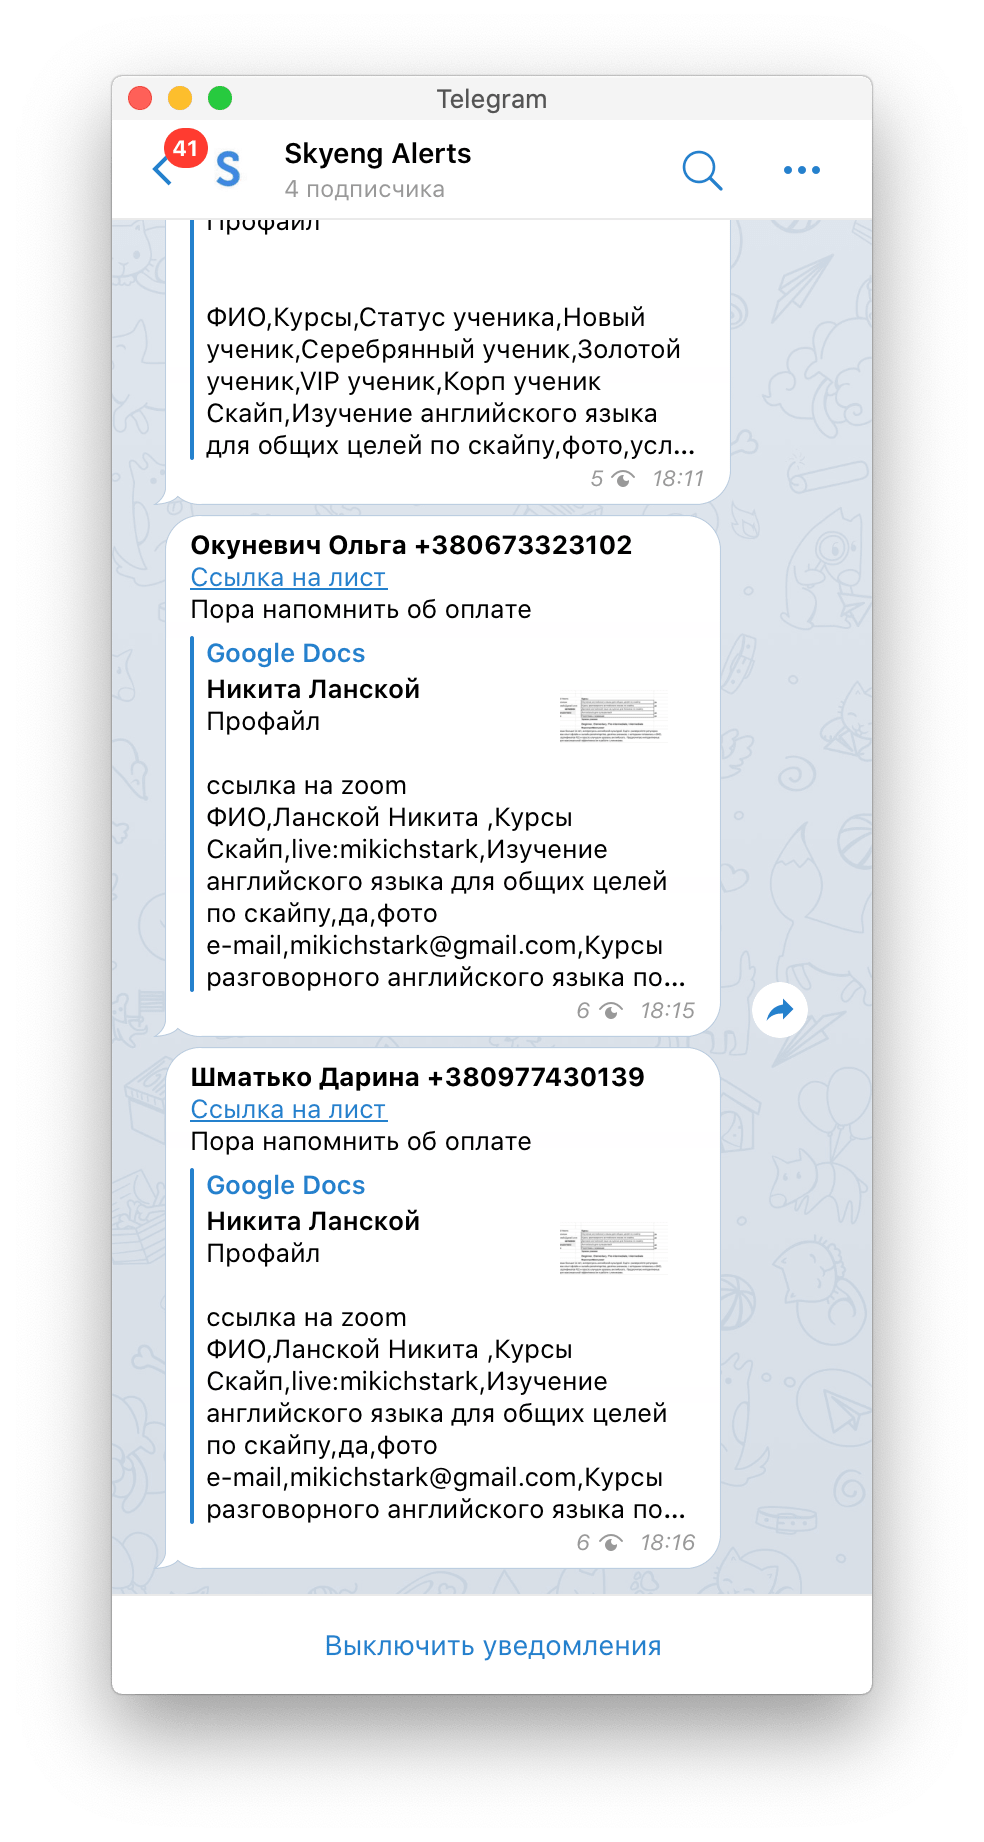 Telegram
41
S
Skyeng Alerts
4 подписчика
Профайл
ФИО,Курсы,Статус ученика,Новый
ученик,Серебрянный ученик,Золотой
ученик,VIP ученик,Корп ученик
Скайп,Изучение английского языка
для общих целей по скайпу,фото,усл...
5 18:11
Окуневич Ольга +380673323102
Ссылка на лист
Пора напомнить об оплате
Google Docs
Никита Ланской
Профайл
ссылка на zoom
ФИО,Ланской Никита ,Курсы
Скайп,live:mikichstark,Изучение
английского языка для общих целей
по скайпу,да,фото
e-mail,mikichstark@gmail.com,Курсы
разговорного английского языка по...
6 18:15
Шматько Дарина +380977430139
Ссылка на лист
Пора напомнить об оплате
Google Docs
Никита Ланской
Профайл
ссылка на zoom
ФИО,Ланской Никита ,Курсы
Скайп,live:mikichstark,Изучение
английского языка для общих целей
по скайпу,да,фото
e-mail,mikichstark@gmail.com,Курсы
разговорного английского языка по...
6 18:16
Выключить уведомления